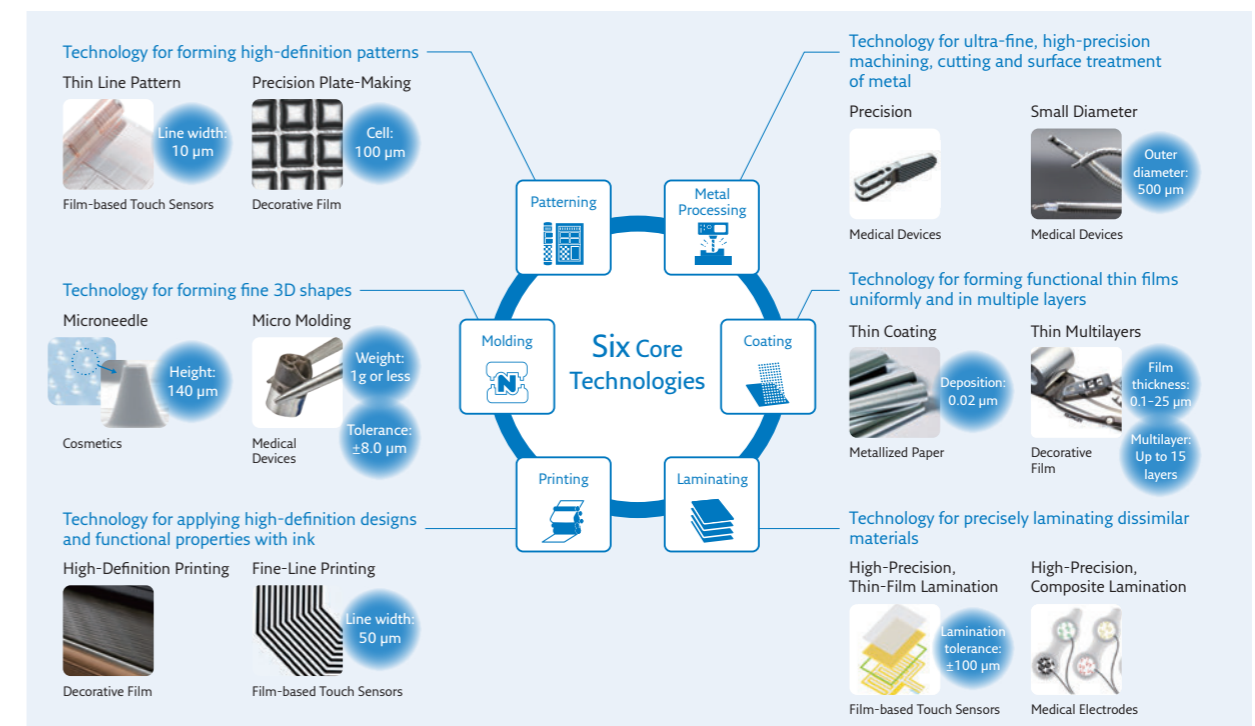 Technology for forming high-definition patterns
Thin Line Pattern
Line width:
10 µm
Film-based Touch Sensors
Precision Plate-Making
Cell:
100 µm
Decorative Film
Technology for forming fine 3D shapes
Microneedle
Height:
140 µm
Cosmetics
Micro Molding
Weight:
1g or less
Tolerance:
±8.0 µm
Medical
Devices
Technology for applying high-definition designs
and functional properties with ink
High-Definition Printing
Decorative Film
Fine-Line Printing
Line width:
50 µm
Film-based Touch Sensors
Patterning
Metal
Processing
Molding
N
Six Core
Technologies
Coating
Printing
Laminating
Technology for ultra-fine, high-precision
machining, cutting and surface treatment
of metal
Precision
Medical Devices
Small Diameter
Outer
diameter:
500 µm
Medical Devices
Technology for forming functional thin films
uniformly and in multiple layers
Thin Coating
Deposition:
0.02 µm
Metallized Paper
Thin Multilayers
Film
thickness:
0.1–25 µm
Multilayer:
Up to 15
layers
Decorative
Film
Technology for precisely laminating dissimilar
materials
High-Precision,
Thin-Film Lamination
Lamination
tolerance:
±100 µm
Film-based Touch Sensors
High-Precision,
Composite Lamination
Medical Electrodes